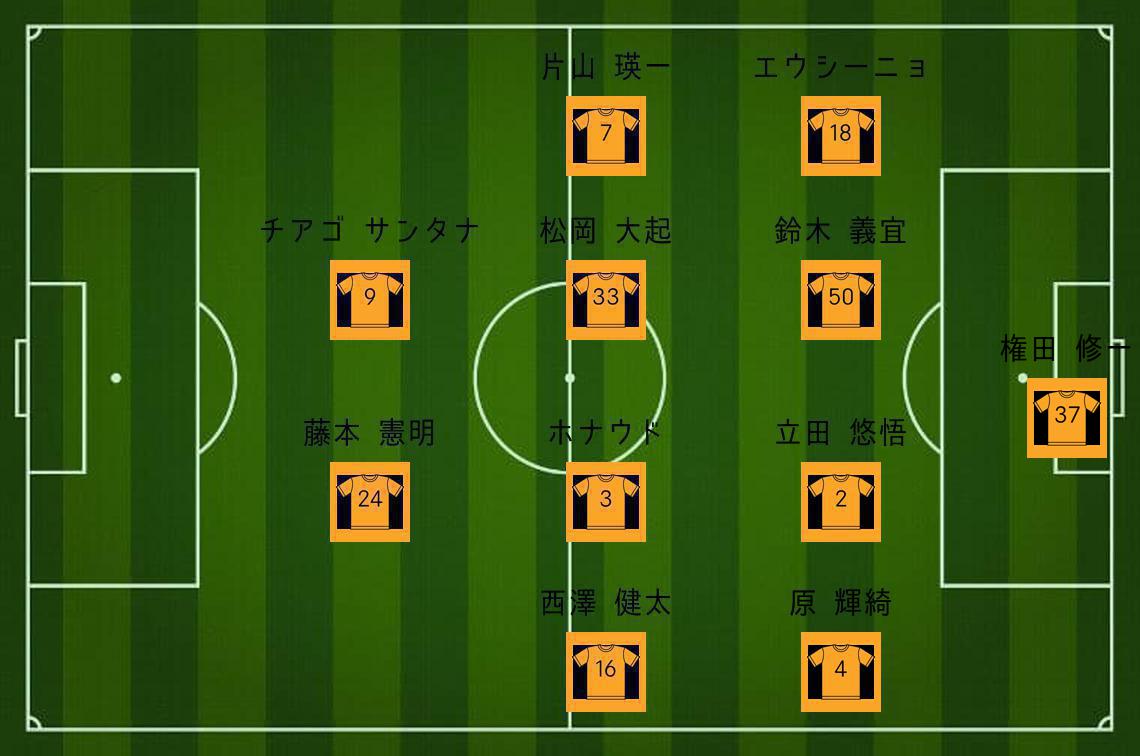 片山 瑛一
エウシーニョ
7
18
チアゴ サンタナ
松岡 大起
鈴木 義宜
9
33
50
権田 修一
37
藤本 憲明
ホナウド
立田 悠悟
24
3
2
西澤 健太
原 輝綺
16
4